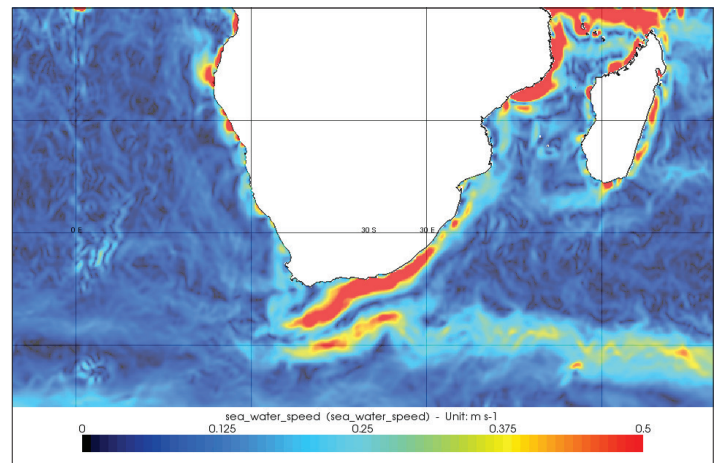 0 E
30 S
30 E
sea_water_speed (sea_water_speed) - Unit: m s-1
0
0.125
0.25
0.375
0.5